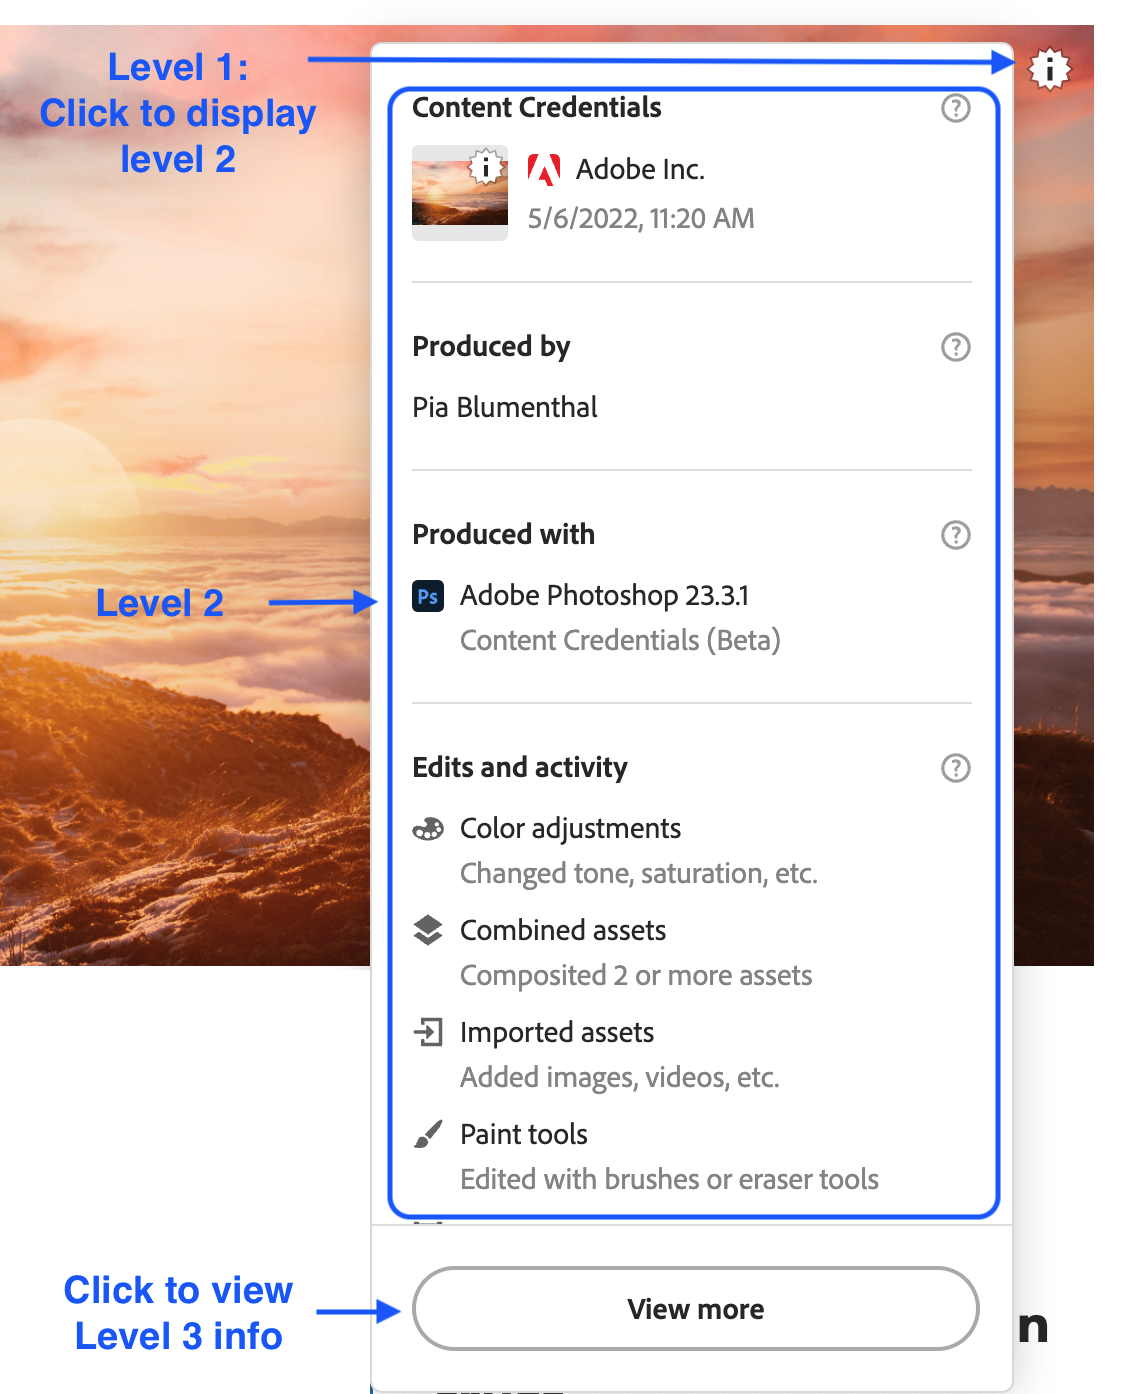 Level 1:
Click to display
level 2
Content Credentials
Adobe Inc.
5/6/2022, 11:20 AM
Produced by
Pia Blumenthal
Produced with
Level 2
Ps
Adobe Photoshop 23.3.1
Content Credentials (Beta)
Edits and activity
Color adjustments
Changed tone, saturation, etc.
Combined assets
Composited 2 or more assets
Imported assets
Added images, videos, etc.
Paint tools
Edited with brushes or eraser tools
Click to view
Level 3 info
View more
n